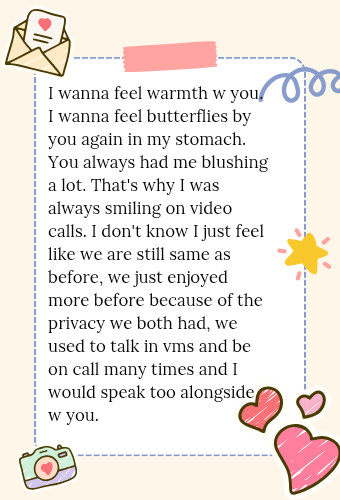 I wanna feel warmth w you,
I wanna feel butterflies by
you again in my stomach.
You always had me blushing
a lot. That's why I was
always smiling on video
calls. I don't know I just feel
like we are still same as
before, we just enjoyed
more before because of the
privacy we both had, we
used to talk in vms and be
on call many times and I
would speak too alongside
w you.